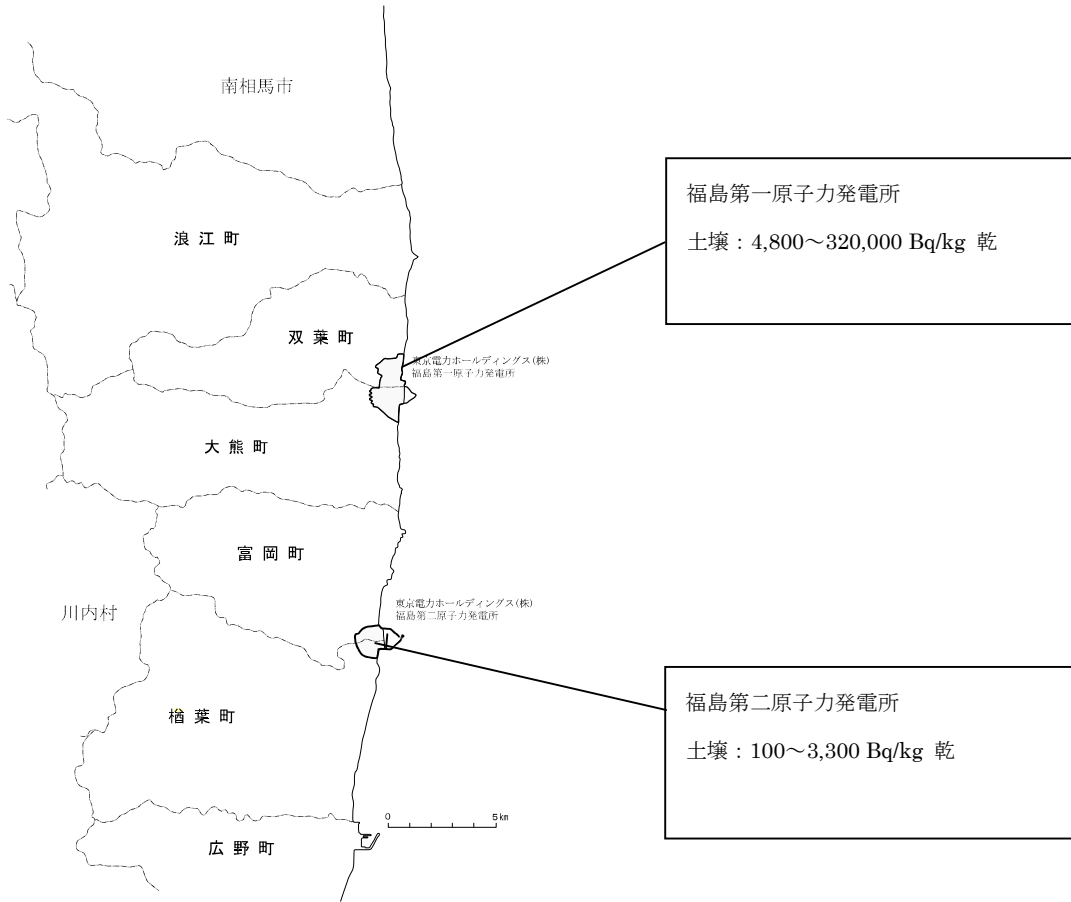 南相馬市
福島第一原子力発電所
土壌：4,800～320,000 Bq/kg 乾
浪江町
双葉町
東京電力ホールディングス(株)
福島第一原子力発電所
大熊町
富岡町
東京電力ホールディングス(株)
福島第二原子力発電所
川内村
福島第二原子力発電所
土壌：100～3,300 Bq/kg 乾
楢葉町
0 5km
広野町